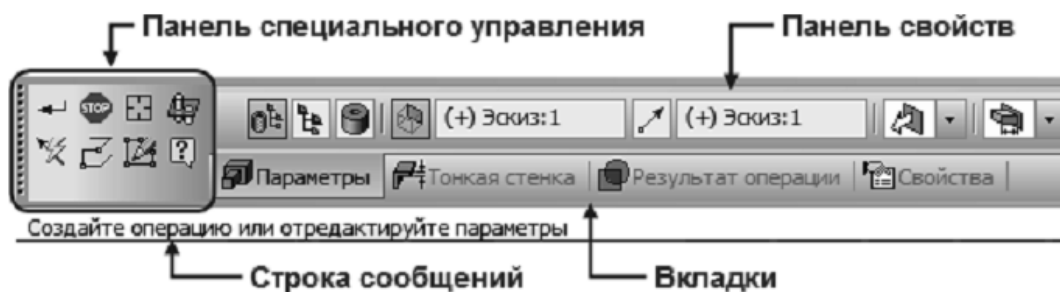 Панель специального управления
Панель свойств
STOP
(+) Эскиз:1
(+) Эскиз:1
?
Параметры
Тонкая стенка
Результат операции
Свойства
Создайте операцию или отредактируйте параметры
Строка сообщений
Вкладки